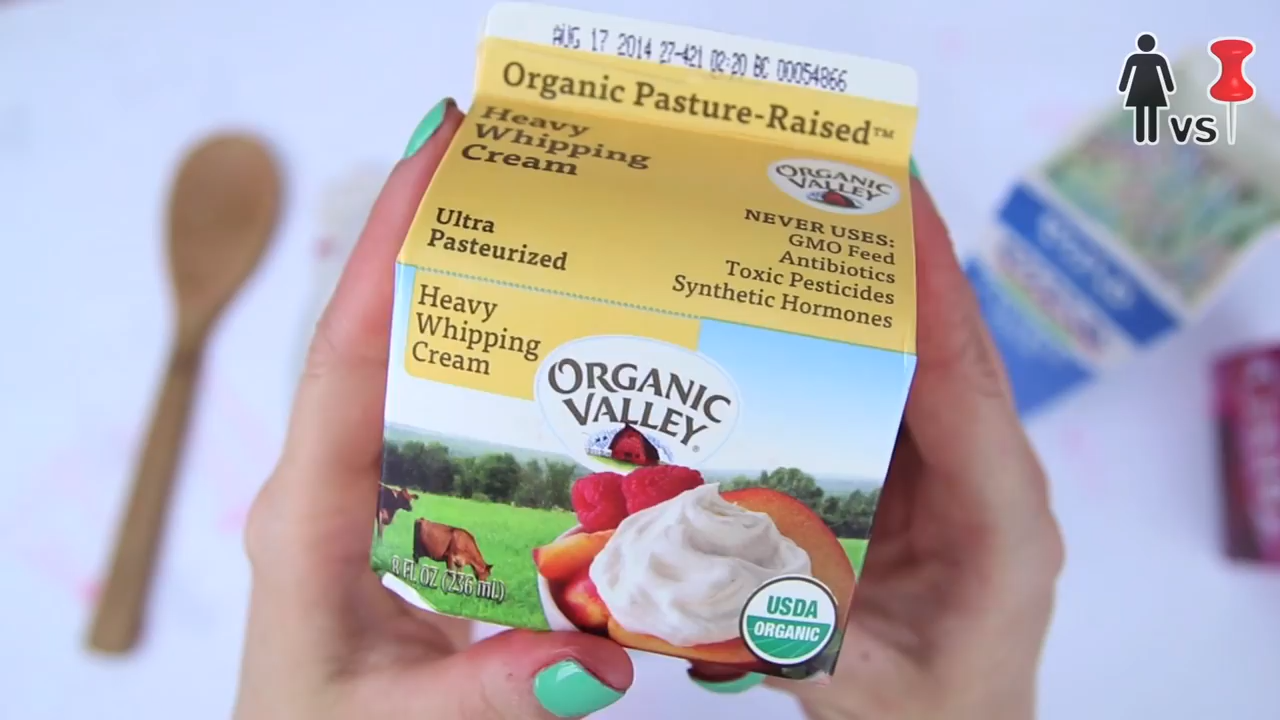 AUG 17 2014 27-421 02:20 BC 00054866
Organic Pasture-Raised™
Heavy
Whipping
Cream
ORGANIC
VALLEY
Ultra
Pasteurized
NEVER USES:
GMO Feed
Antibiotics
Toxic Pesticides
Synthetic Hormones
Heavy
Whipping
Cream
ORGANIC
VALLEY®
8 FL OZ (236 mL)
USDA
ORGANIC
vs